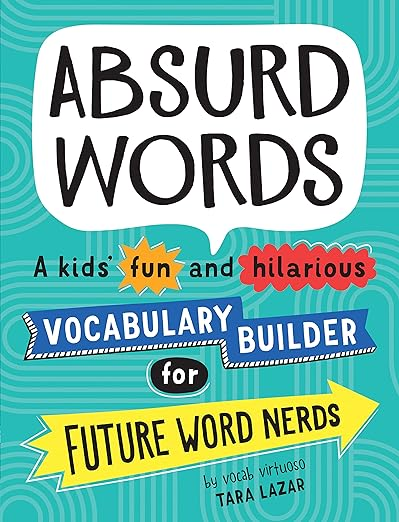 ABSURD
WORDS
A kids' fun and hilarious
VOCABULARY BUILDER
for
FUTURE WORD NERDS
by vocab virtuoso
TARA LAZAR